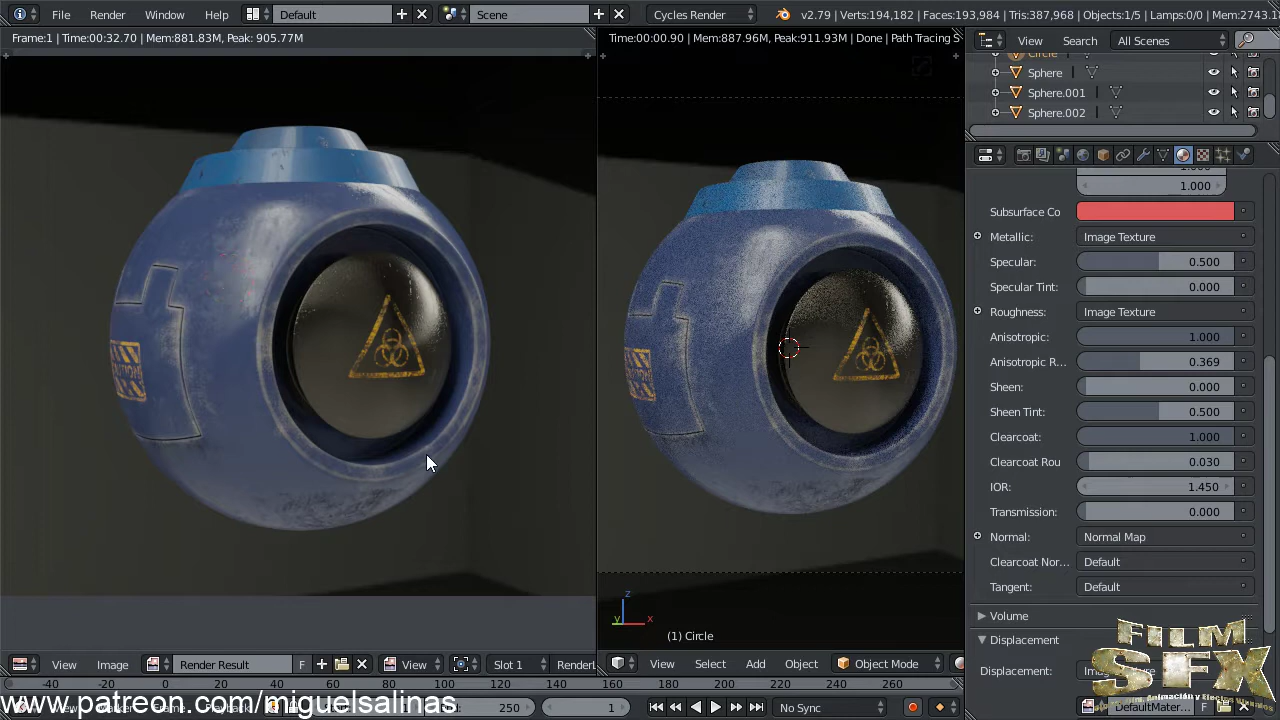 File Render Window Help Default Scene Cycles Render v2.79 | Verts:194,182 | Faces:193,984 | Tris:387,968 | Objects:1/5 | Lamps:0/0 | Mem:2743.1
Frame:1 | Time:00:32.70 | Mem:881.83M, Peak: 905.77M
Time:00:00.90 | Mem:887.96M, Peak:911.93M | Done | Path Tracing S
View Search All Scenes
Circle
Sphere
Sphere.001
Sphere.002
1.000
Subsurface Co
Metallic: Image Texture
Specular: 0.500
Specular Tint: 0.000
Roughness: Image Texture
Anisotropic: 1.000
Anisotropic R... 0.369
Sheen: 0.000
Sheen Tint: 0.500
Clearcoat: 1.000
Clearcoat Rou 0.030
IOR: 1.450
Transmission: 0.000
Normal: Normal Map
Clearcoat Nor... Default
Tangent: Default
Volume
Displacement
Displacement:
DefaultMater... F
(1) Circle
z
y x
View Image Render Result F View Slot 1 Render
View Select Add Object Object Mode
-40 -20 0 20 40 60 80 100 120 140 160 180 200 220 240 260
250 1 No Sync
www.patreon.com/miguelsalinas
FILM
SFX